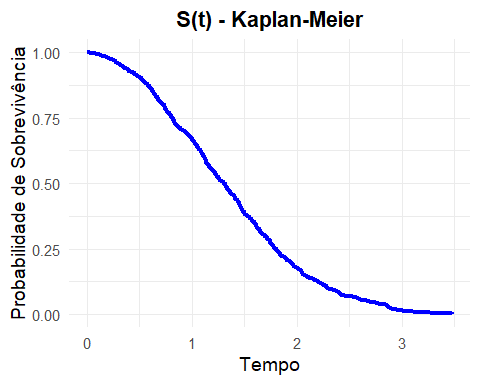 S(t) - Kaplan-Meier
Probabilidade de Sobrevivência
1.00
0.75
0.50
0.25
0.00
0 1 2 3
Tempo